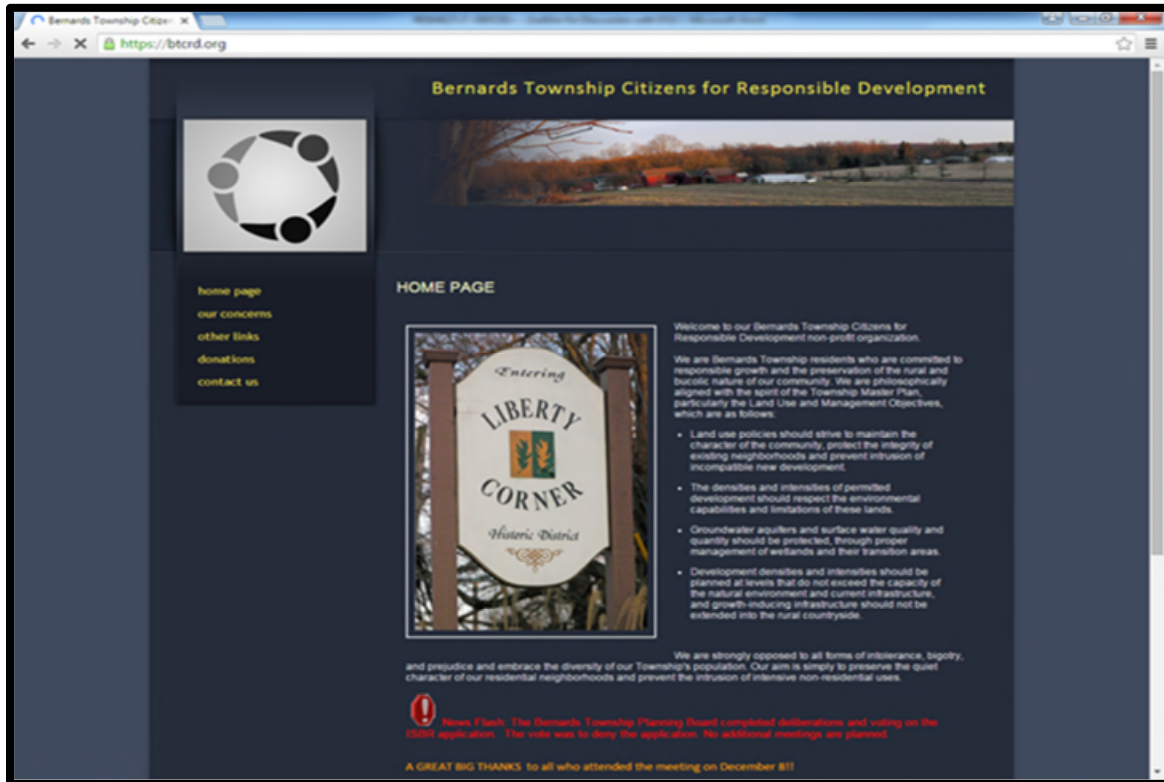 Bernards Township Citizen
https://btcrd.org
Bernards Township Citizens for Responsible Development
home page
our concerns
other links
donations
contact us
HOME PAGE
Entering
LIBERTY
CORNER
Historic District
Welcome to our Bernards Township Citizens for
Responsible Development non-profit organization.
We are Bernards Township residents who are committed to
responsible growth and the preservation of the rural and
bucolic nature of our community. We are philosophically
aligned with the spirit of the Township Master Plan,
particularly the Land Use and Management Objectives,
which are as follows:
Land use policies should strive to maintain the
character of the community, protect the integrity of
existing neighborhoods and prevent intrusion of
incompatible new development.
The densities and intensities of permitted
development should respect the environmental
capabilities and limitations of these lands.
Groundwater aquifers and surface water quality and
quantity should be protected, through proper
management of wetlands and their transition areas.
Development densities and intensities should be
planned at levels that do not exceed the capacity of
the natural environment and current infrastructure,
and growth-inducing infrastructure should not be
extended into the rural countryside.
We are strongly opposed to all forms of intolerance, bigotry,
and prejudice and embrace the diversity of our Township's population. Our aim is simply to preserve the quiet
character of our residential neighborhoods and prevent the intrusion of intensive non-residential uses.
News Flash: The Bernards Township Planning Board completed deliberations and voting on the
ISBR application. The vote was to deny the application. No additional meetings are planned.
A GREAT BIG THANKS to all who attended the meeting on December 8!!